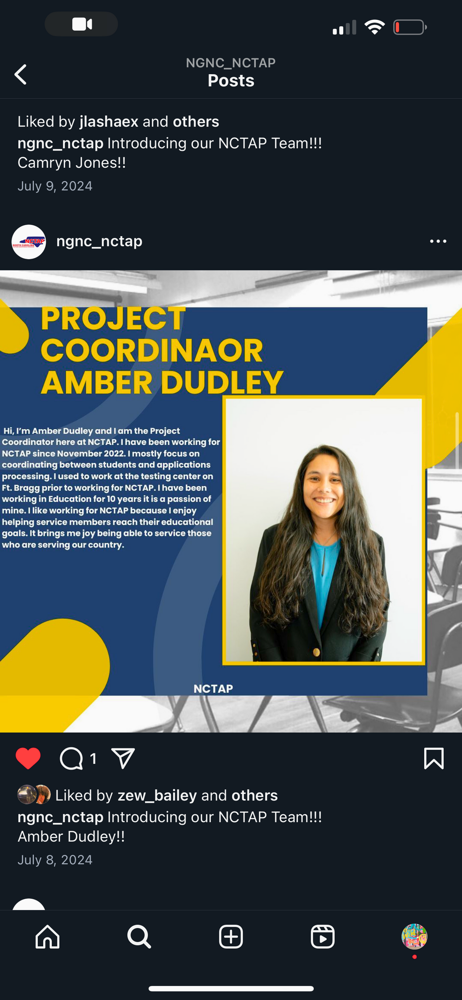 NGNC_NCTAP
Posts
Liked by jlashaex and others
ngnc_nctap Introducing our NCTAP Team!!!
Camryn Jones!!
July 9, 2024
NCTAP
NORTH CAROLINA
ngnc_nctap
PROJECT
COORDINAOR
AMBER DUDLEY
Hi, I'm Amber Dudley and I am the Project
Coordinator here at NCTAP. I have been working for
NCTAP since November 2022. I mostly focus on
coordinating between students and applications
processing. I used to work at the testing center on
Ft. Bragg prior to working for NCTAP. I have been
working in Education for 10 years it is a passion of
mine. I like working for NCTAP because I enjoy
helping service members reach their educational
goals. It brings me joy being able to service those
who are serving our country.
NCTAP
1
Liked by zew_bailey and others
ngnc_nctap Introducing our NCTAP Team!!!
Amber Dudley!!
July 8, 2024
Wild